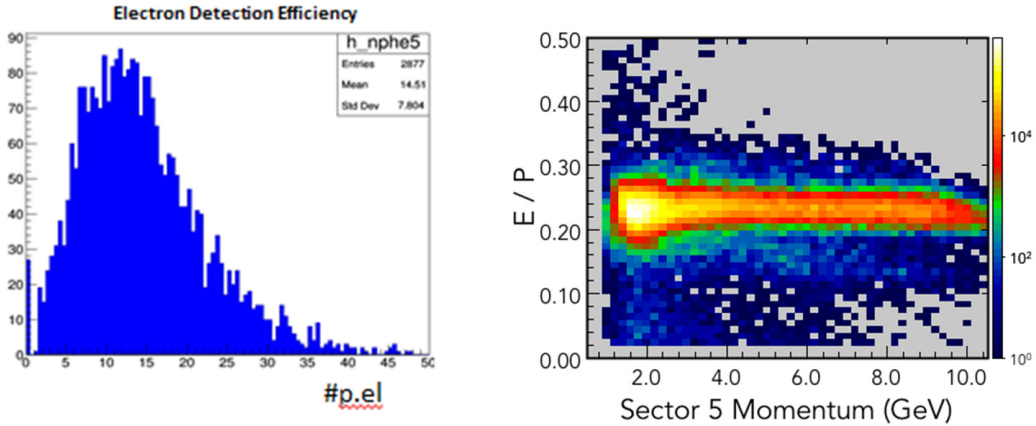 Electron Detection Efficiency
h_nphe5
Entries 2877
Mean 14.51
Std Dev 7.804
90
80
70
60
50
40
30
20
10
0
0 5 10 15 20 25 30 35 40 45 50
#p.el
0.50
0.40
0.30
0.20
0.10
0.00
E / P
2.0 4.0 6.0 8.0 10.0
Sector 5 Momentum (GeV)
10⁴
10²
10⁰